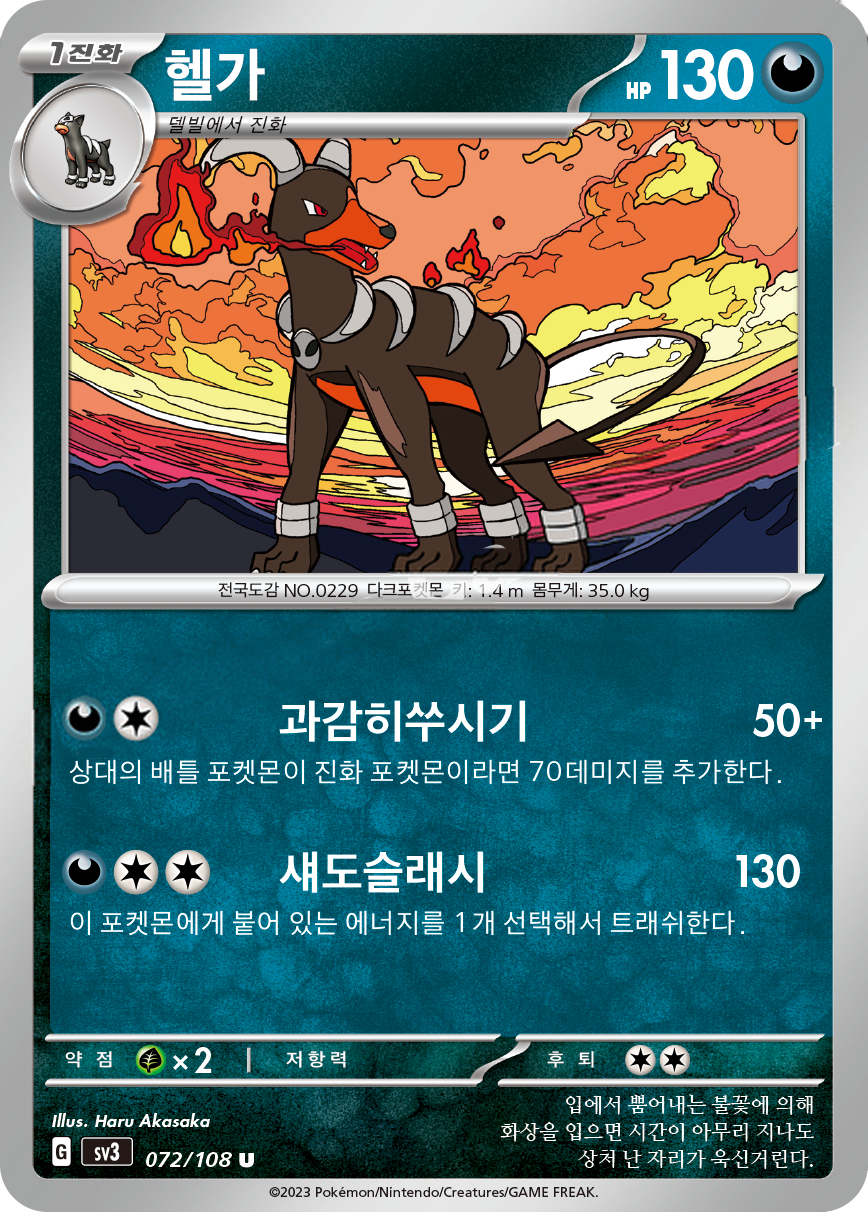 1진화
헬가
HP 130
델빌에서 진화
전국도감 NO.0229 다크포켓몬 키: 1.4 m 몸무게: 35.0 kg
과감히쑤시기 50+
상대의 배틀 포켓몬이 진화 포켓몬이라면 70데미지를 추가한다.
섀도슬래시 130
이 포켓몬에게 붙어 있는 에너지를 1개 선택해서 트래쉬한다.
약점 ×2 저항력 후퇴
Illus. Haru Akasaka
G SV3 072/108 U
입에서 뿜어내는 불꽃에 의해
화상을 입으면 시간이 아무리 지나도
상처 난 자리가 욱신거린다.
©2023 Pokémon/Nintendo/Creatures/GAME FREAK.